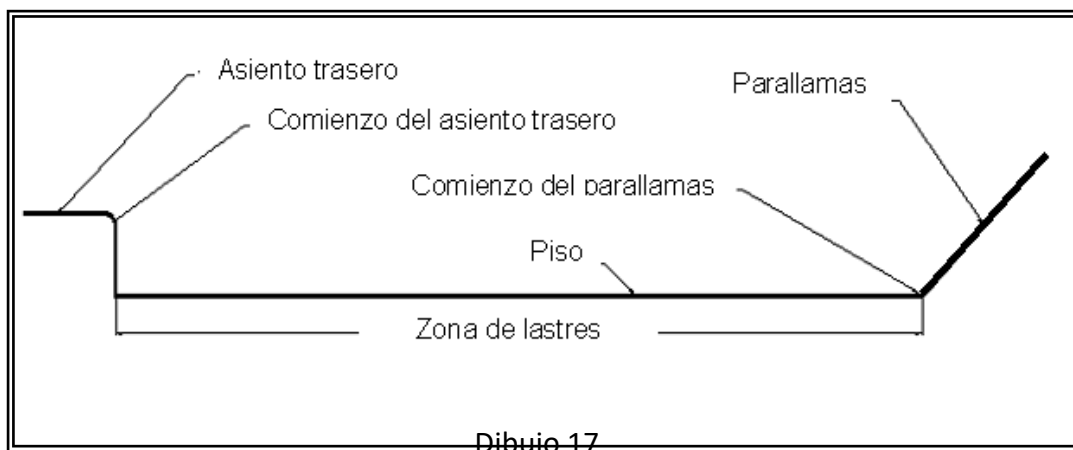 Asiento trasero
Parallamas
Comienzo del asiento trasero
Comienzo del parallamas
Piso
Zona de lastres
Dibujo 17